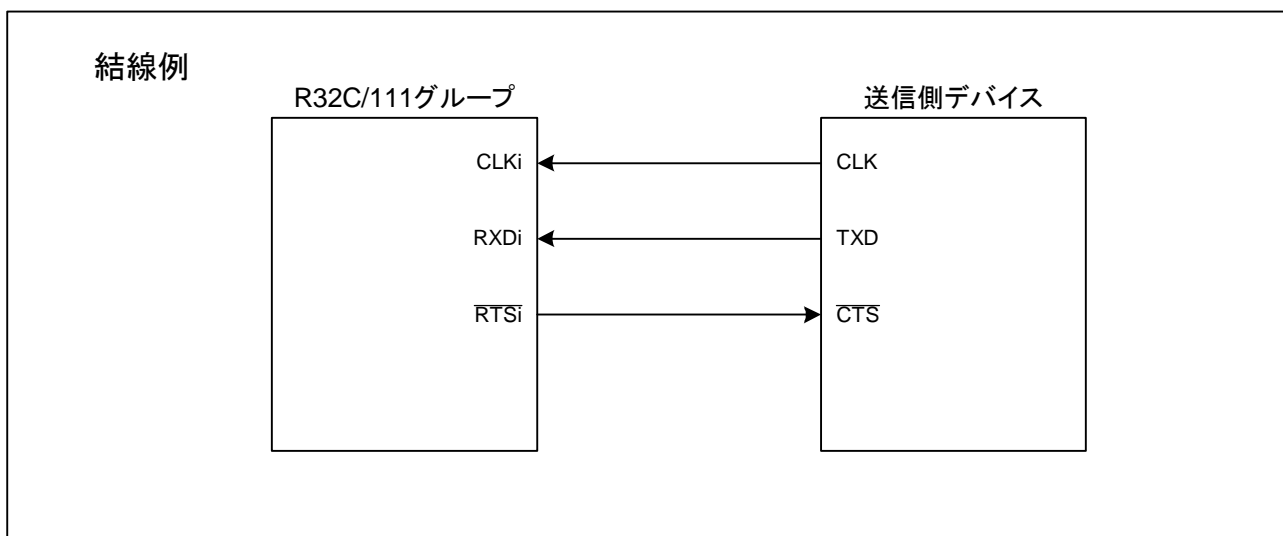 結線例
R32C/111グループ
送信側デバイス
CLKi
CLK
RXDi
TXD
RTSi
CTS